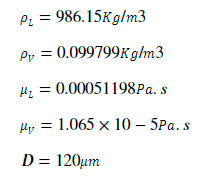 ρL = 986.15Kg/m3
ρV = 0.099799Kg/m3
μL = 0.00051198Pa. s
μV = 1.065 × 10 − 5Pa. s
D = 120μm